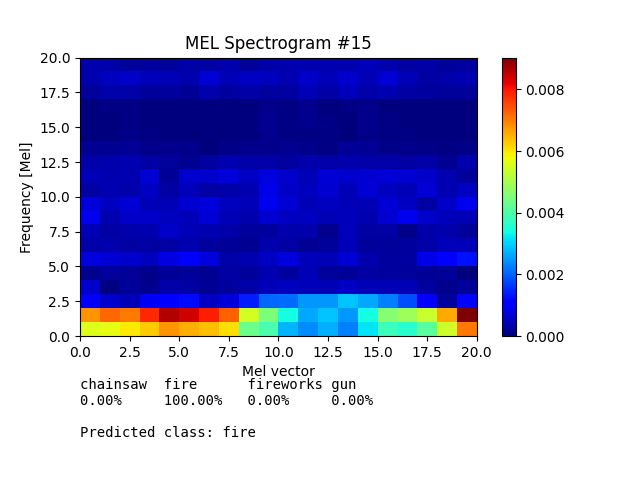 MEL Spectrogram #15
Frequency [Mel]
20.0
17.5
15.0
12.5
10.0
7.5
5.0
2.5
0.0
0.0 2.5 5.0 7.5 10.0 12.5 15.0 17.5 20.0
Mel vector
0.008
0.006
0.004
0.002
0.000
chainsaw fire fireworks gun
0.00% 100.00% 0.00% 0.00%
Predicted class: fire